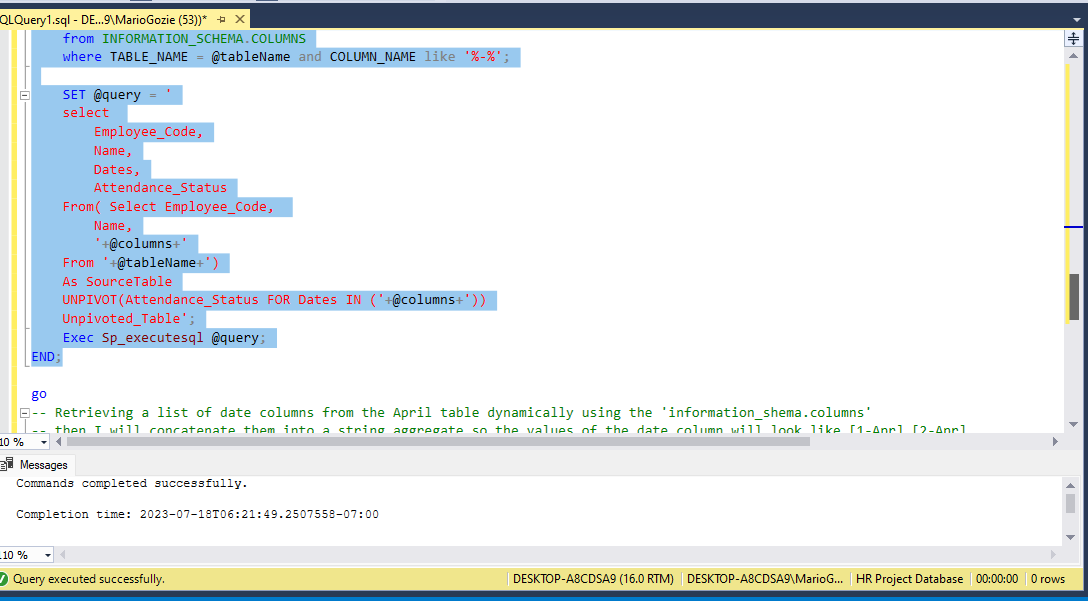 QLQuery1.sql - DE...9\MarioGozie (53))*
from INFORMATION_SCHEMA.COLUMNS
where TABLE_NAME = @tableName and COLUMN_NAME like '%-%';
SET @query = '
select
Employee_Code,
Name,
Dates,
Attendance_Status
From( Select Employee_Code,
Name,
'+@columns+'
From '+@tableName+')
As SourceTable
UNPIVOT(Attendance_Status FOR Dates IN ('+@columns+'))
Unpivoted_Table';
Exec Sp_executesql @query;
END;
go
-- Retrieving a list of date columns from the April table dynamically using the 'information_shema.columns'
-- then I will concatenate them into a string aggregate so the values of the date column will look like [1-Apr],[2-Apr]
10 %
Messages
Commands completed successfully.
Completion time: 2023-07-18T06:21:49.2507558-07:00
110 %
Query executed successfully.
DESKTOP-A8CDSA9 (16.0 RTM)
DESKTOP-A8CDSA9\MarioG...
HR Project Database
00:00:00
0 rows